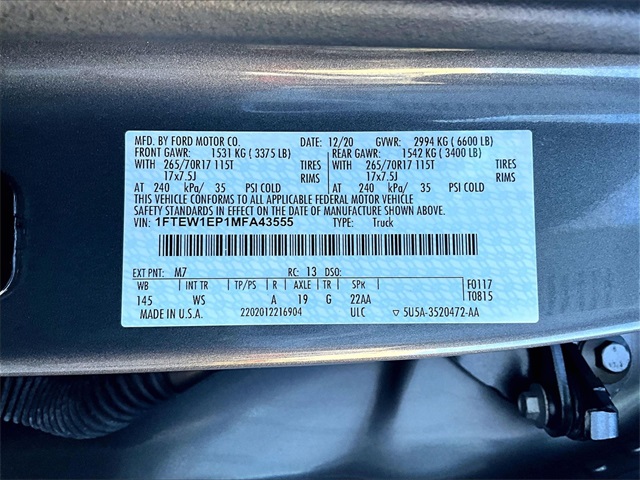 MFD. BY FORD MOTOR CO. DATE: 12/20 GVWR: 2994 KG ( 6600 LB)
FRONT GAWR: 1531 KG ( 3375 LB) REAR GAWR: 1542 KG ( 3400 LB)
WITH 265/70R17 115T TIRES WITH 265/70R17 115T TIRES
17x7.5J RIMS 17x7.5J RIMS
AT 240 kPa/ 35 PSI COLD AT 240 kPa/ 35 PSI COLD
THIS VEHICLE CONFORMS TO ALL APPLICABLE FEDERAL MOTOR VEHICLE
SAFETY AND THEFT PREVENTION STANDARDS IN EFFECT ON THE DATE OF MANUFACTURE SHOWN ABOVE.
VIN: 1FTEW1EP1MFA43555 TYPE: Truck
EXT PNT: M7 RC: 13 DSO:
WB INT TR TP/PS R AXLE TR SPR F0117
145 WS A 19 G 22AA T0815
MADE IN U.S.A. 2202012216904 ULC ▽ 5U5A-3520472-AA